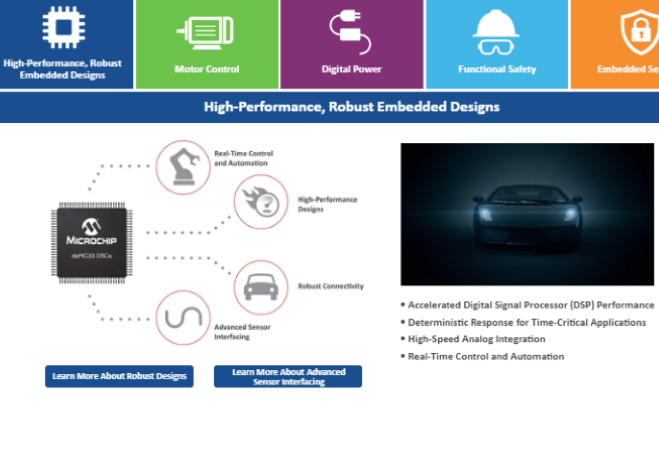 High-Performance, Robust
Embedded Designs
Motor Control
Digital Power
Functional Safety
Embedded Se
High-Performance, Robust Embedded Designs
Real-Time Control
and Automation
High-Performance
Designs
MICROCHIP
dsPIC33 DSCs
Robust Connectivity
Advanced Sensor
Interfacing
Learn More About Robust Designs
Learn More About Advanced
Sensor Interfacing
• Accelerated Digital Signal Processor (DSP) Performance
• Deterministic Response for Time-Critical Applications
• High-Speed Analog Integration
• Real-Time Control and Automation